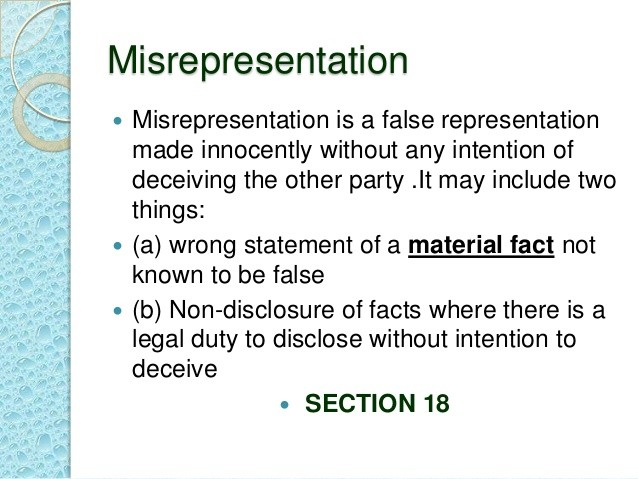 Misrepresentation
• Misrepresentation is a false representation
made innocently without any intention of
deceiving the other party .It may include two
things:
• (a) wrong statement of a material fact not
known to be false
• (b) Non-disclosure of facts where there is a
legal duty to disclose without intention to
deceive
• SECTION 18